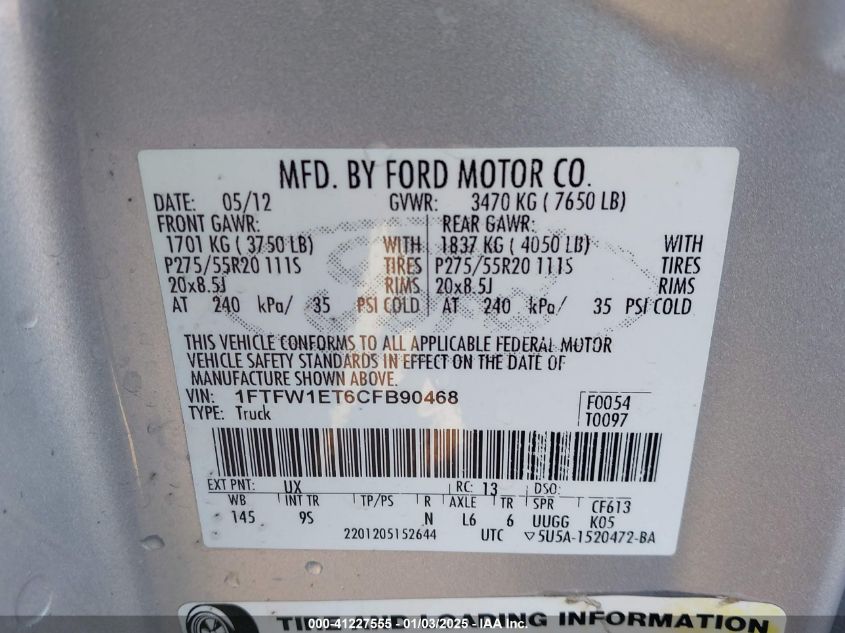 MFD. BY FORD MOTOR CO.
DATE: 05/12 GVWR: 3470 KG ( 7650 LB)
FRONT GAWR: REAR GAWR:
1701 KG ( 3750 LB) WITH 1837 KG ( 4050 LB) WITH
P275/55R20 111S TIRES P275/55R20 111S TIRES
20x8.5J RIMS 20x8.5J RIMS
AT 240 kPa/ 35 PSI COLD AT 240 kPa/ 35 PSI COLD
THIS VEHICLE CONFORMS TO ALL APPLICABLE FEDERAL MOTOR
VEHICLE SAFETY STANDARDS IN EFFECT ON THE DATE OF
MANUFACTURE SHOWN ABOVE.
VIN: 1FTFW1ET6CFB90468 F0054
TYPE: Truck T0097
EXT PNT: UX RC: 13 DSO:
WB INT TR TP/PS R AXLE TR SPR CF613
145 9S N L6 6 UUGG K05
2201205152644 UTC ▽5U5A-1520472-BA
TIRE AND LOADING INFORMATION
000-41227555 - 01/03/2025 - IAA Inc.